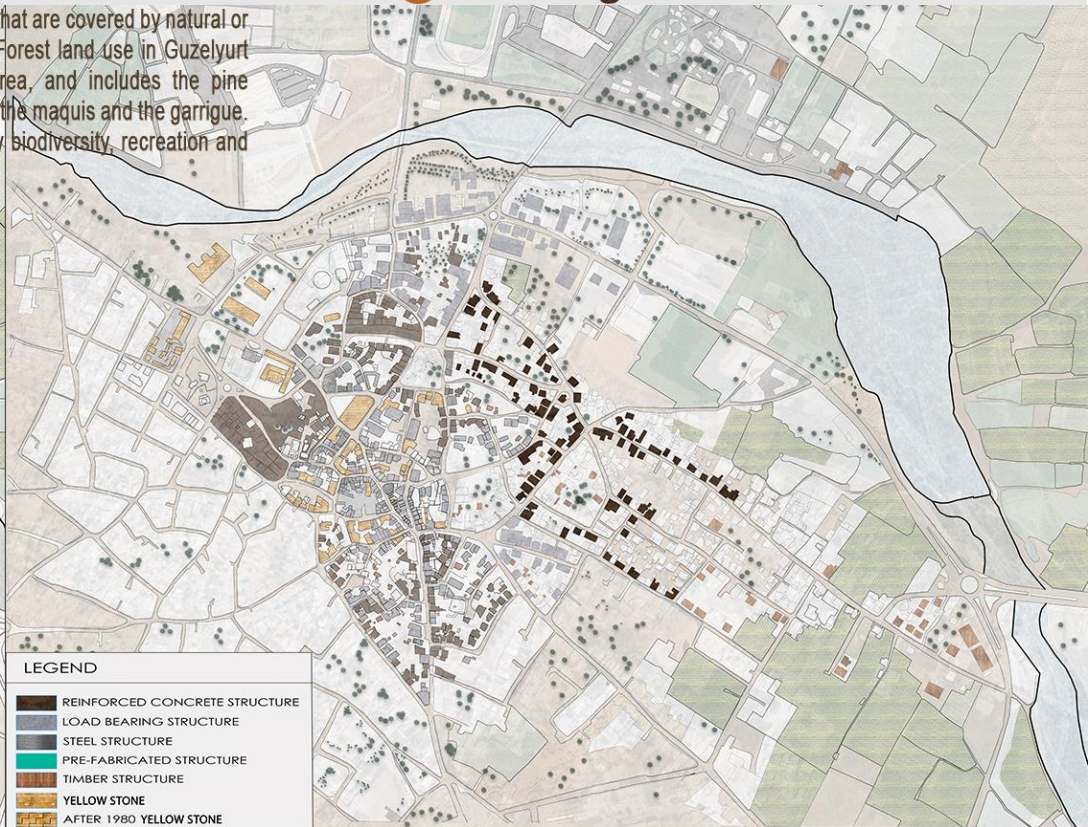 that are covered by natural or
Forest land use in Guzelyurt
rea, and includes the pine
the maquis and the garrigue.
biodiversity, recreation and
LEGEND
REINFORCED CONCRETE STRUCTURE
LOAD BEARING STRUCTURE
STEEL STRUCTURE
PRE-FABRICATED STRUCTURE
TIMBER STRUCTURE
YELLOW STONE
AFTER 1980 YELLOW STONE